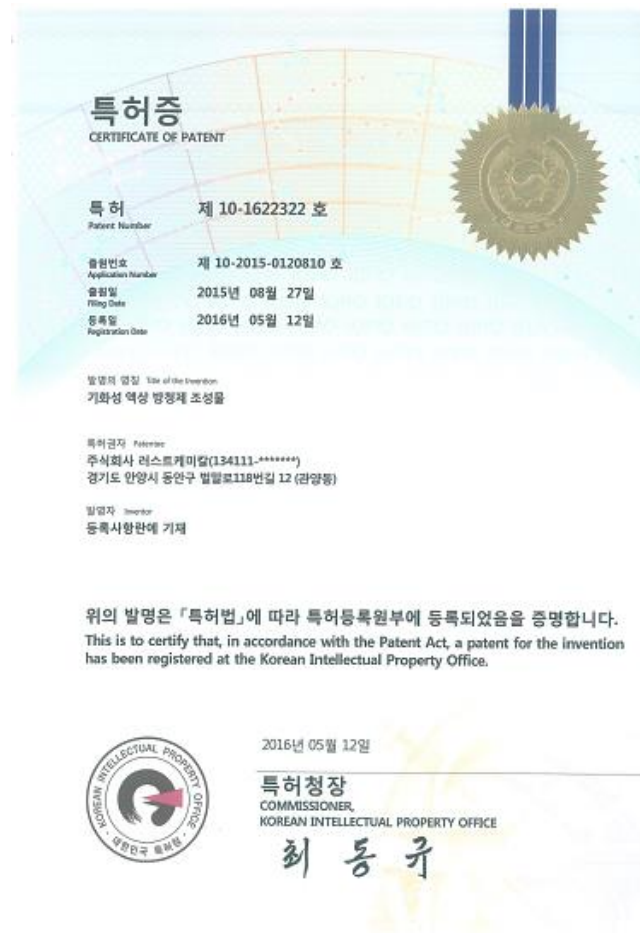 특허증
CERTIFICATE OF PATENT
특 허 제 10-1622322 호
Patent Number
출원번호 제 10-2015-0120810 호
Application Number
출원일 2015년 08월 27일
Filing Date
등록일 2016년 05월 12일
Registration Date
발명의 명칭 Title of the Invention
기화성 액상 방청제 조성물
특허권자 Patentee
주식회사 러스트케미칼(134111-*******)
경기도 안양시 동안구 벌말로118번길 12 (관양동)
발명자 Inventor
등록사항란에 기재
위의 발명은 「특허법」에 따라 특허등록원부에 등록되었음을 증명합니다.
This is to certify that, in accordance with the Patent Act, a patent for the invention
has been registered at the Korean Intellectual Property Office.
2016년 05월 12일
특허청장
COMMISSIONER,
KOREAN INTELLECTUAL PROPERTY OFFICE
최 동 규
KOREAN INTELLECTUAL PROPERTY OFFICE
대한민국 특허청